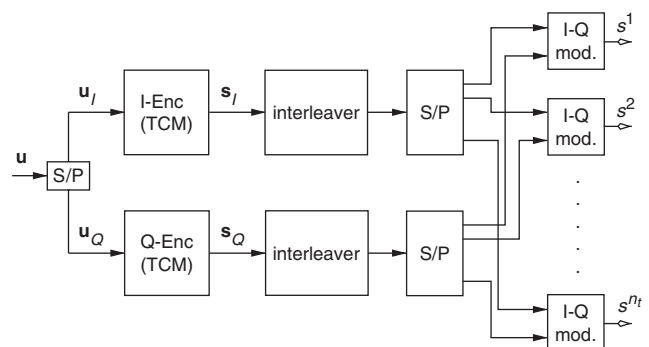 u
S/P
u_I
I-Enc
(TCM)
s_I
interleaver
S/P
u_Q
Q-Enc
(TCM)
s_Q
interleaver
S/P
I-Q
mod.
s^1
I-Q
mod.
s^2
I-Q
mod.
s^{n_t}